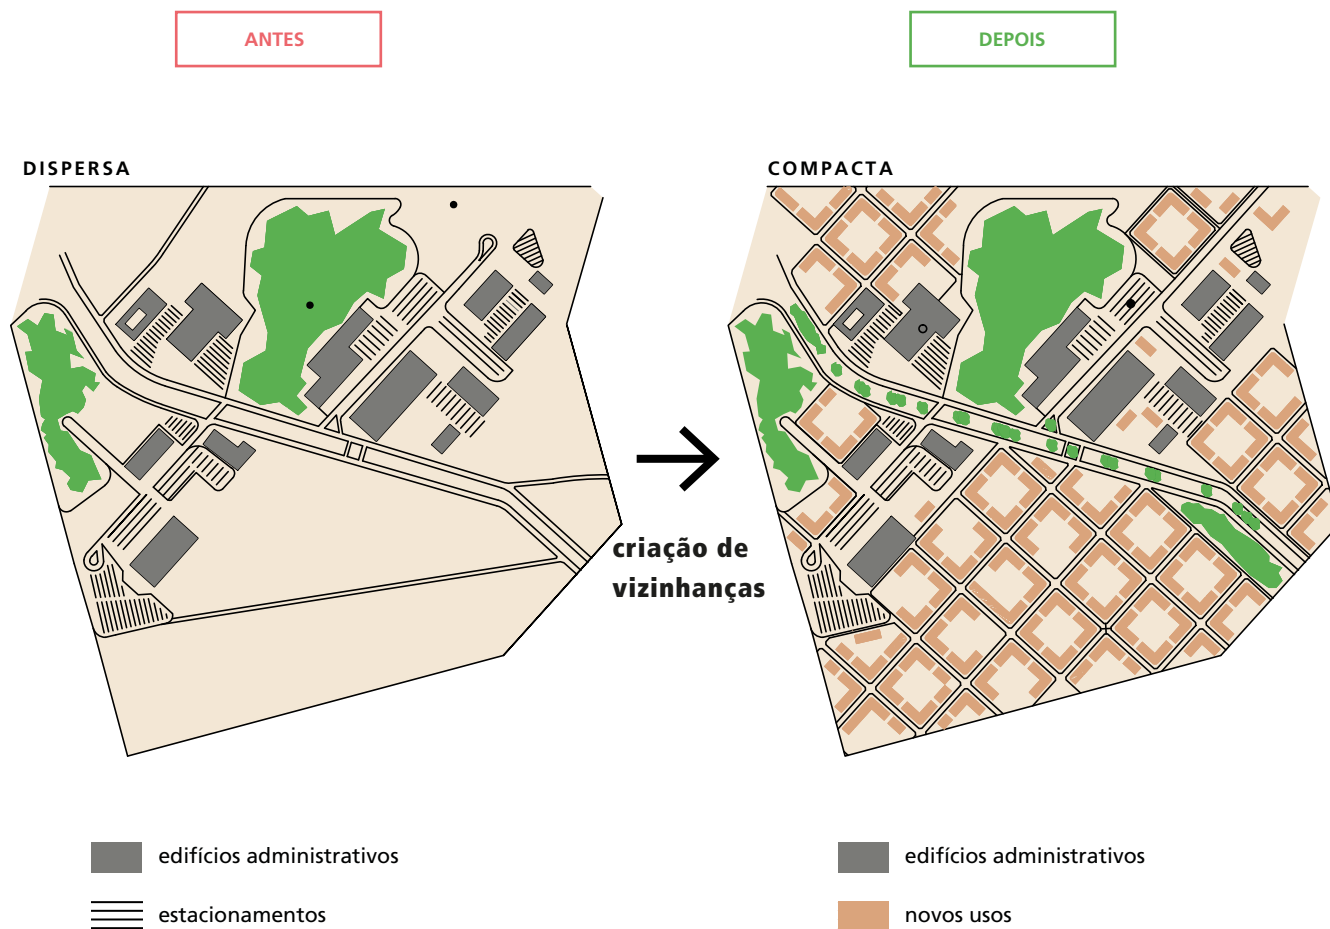 ANTES
DEPOIS
DISPERSA
COMPACTA
criação de
vizinhanças
edifícios administrativos
estacionamentos
edifícios administrativos
novos usos